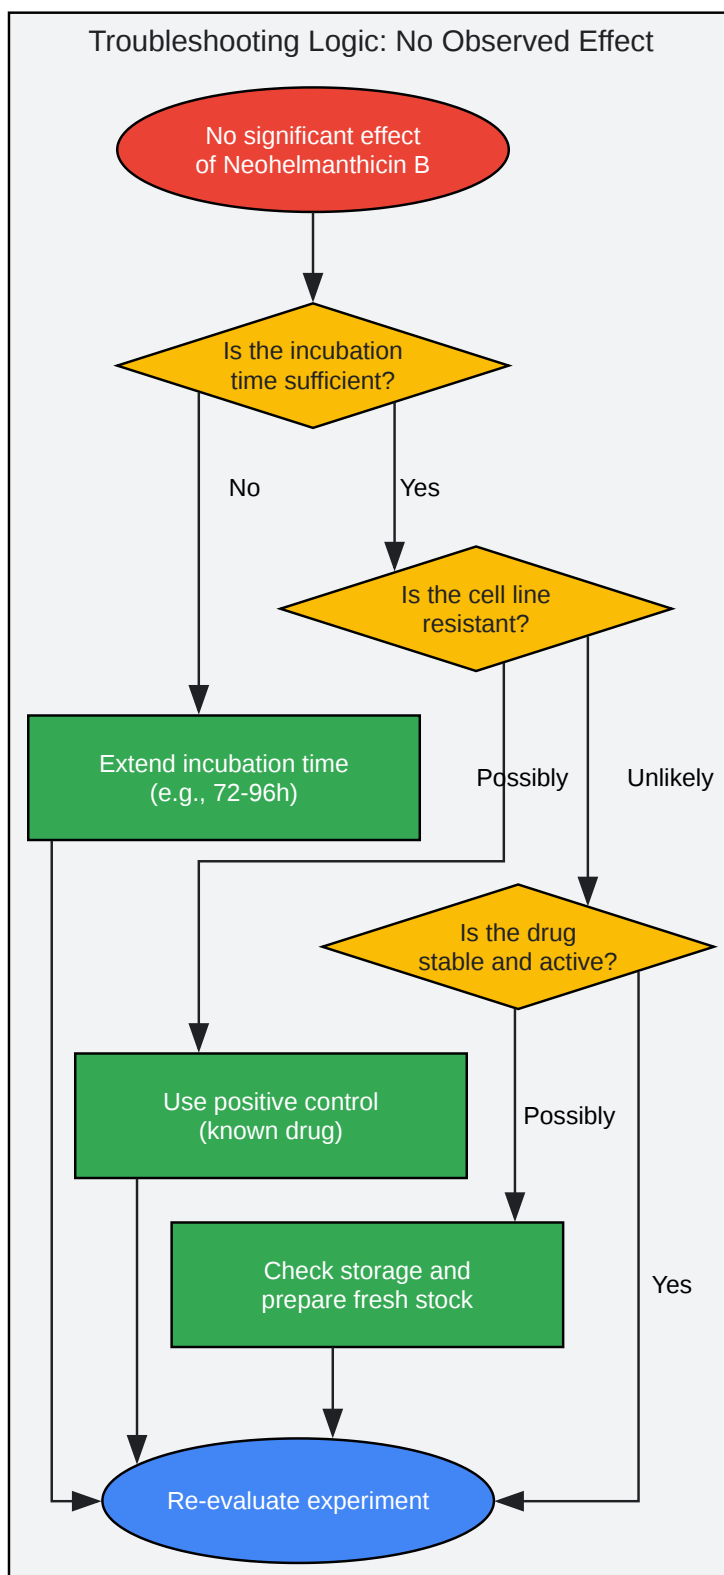 Troubleshooting Logic: No Observed Effect
No significant effect
of Neohelmanthicin B
Is the incubation
time sufficient?
No
Yes
Is the cell line
resistant?
Extend incubation time
(e.g., 72-96h)
Possibly
Unlikely
Is the drug
stable and active?
Use positive control
(known drug)
Possibly
Check storage and
prepare fresh stock
Yes
Re-evaluate experiment